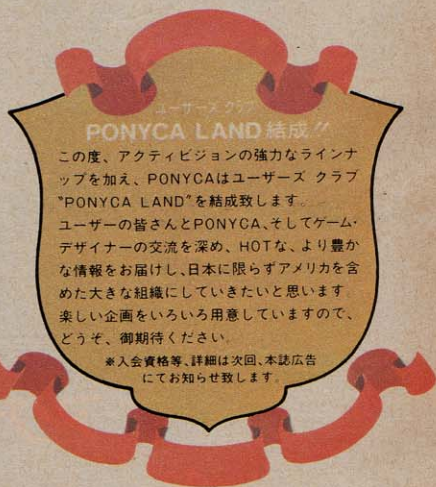 ユーザーズ クラブ
PONYCA LAND 結成!!
この度、アクティビジョンの強力なラインナ
ップを加え、PONYCAはユーザーズ クラブ
"PONYCA LAND"を結成致します。
ユーザーの皆さんとPONYCA、そしてゲーム・
デザイナーの交流を深め、HOTな、より豊か
な情報をお届けし、日本に限らずアメリカを含
めた大きな組織にしていきたいと思います。
楽しい企画をいろいろ用意していますので、
どうぞ、御期待ください。
※入会資格等、詳細は次回、本誌広告
にてお知らせ致します。